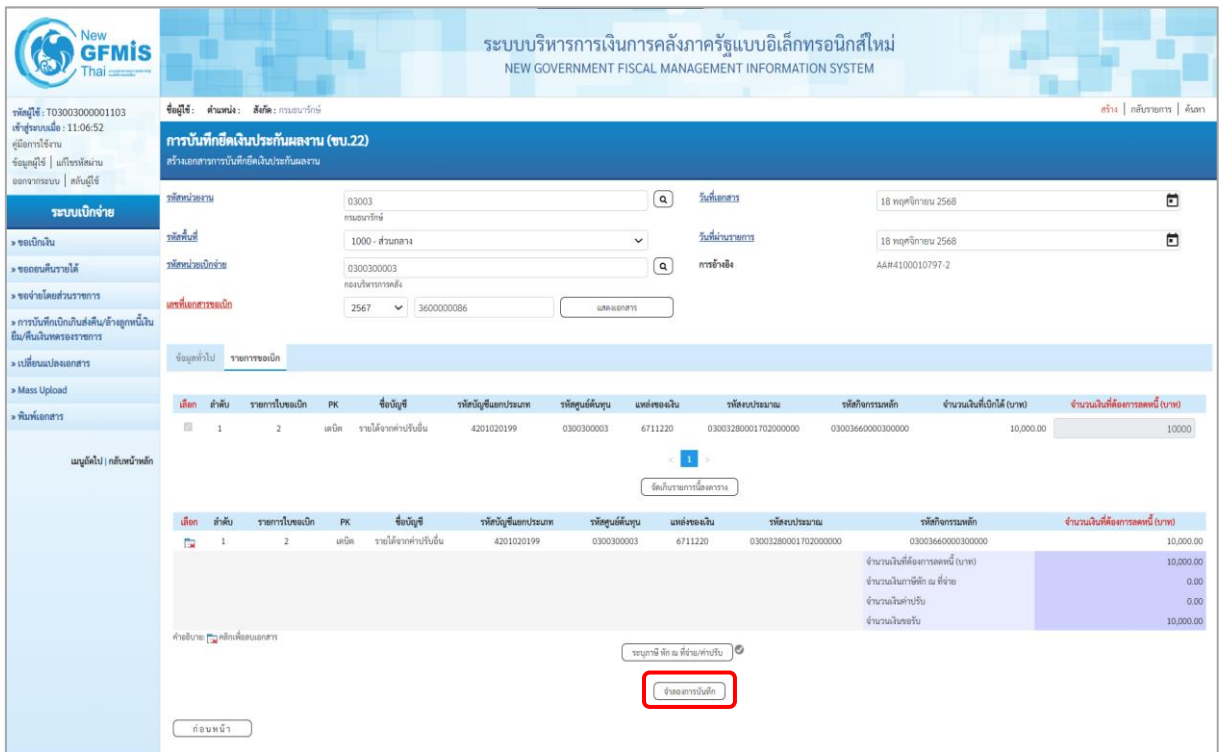 New
GFMiS
Thai
ระบบบริหารการเงินการคลังภาครัฐแบบอิเล็กทรอนิกส์ใหม่
NEW GOVERNMENT FISCAL MANAGEMENT INFORMATION SYSTEM
รหัสผู้ใช้ : T03003000001103
เข้าสู่ระบบเมื่อ : 11:06:52
คู่มือการใช้งาน
ข้อมูลผู้ใช้ | แก้ไขรหัสผ่าน
ออกจากระบบ | สลับผู้ใช้
ชื่อผู้ใช้ : ตำแหน่ง : สังกัด : กรมธนารักษ์
สร้าง | กลับรายการ | ค้นหา
การบันทึกยึดเงินประกันผลงาน (ขบ.22)
สร้างเอกสารการบันทึกยึดเงินประกันผลงาน
ระบบเบิกจ่าย
» ขอเบิกเงิน
» ขอถอนคืนรายได้
» ขอจ่ายโดยส่วนราชการ
» การบันทึกเบิกเกินส่งคืน/ล้างลูกหนี้เงิน
ยืม/คืนเงินทดรองราชการ
» เปลี่ยนแปลงเอกสาร
» Mass Upload
» พิมพ์เอกสาร
เมนูถัดไป | กลับหน้าหลัก
รหัสหน่วยงาน 03003 วันที่เอกสาร 18 พฤศจิกายน 2568
กรมธนารักษ์
รหัสพื้นที่ 1000 - ส่วนกลาง วันที่ผ่านรายการ 18 พฤศจิกายน 2568
รหัสหน่วยเบิกจ่าย 0300300003 การอ้างอิง AA#4100010797-2
กองบริหารการคลัง
เลขที่เอกสารขอเบิก 2567 3600000086 แสดงเอกสาร
ข้อมูลทั่วไป รายการขอเบิก
เลือก ลำดับ รายการใบขอเบิก PK ชื่อบัญชี รหัสบัญชีแยกประเภท รหัสศูนย์ต้นทุน แหล่งของเงิน รหัสงบประมาณ รหัสกิจกรรมหลัก จำนวนเงินที่เบิกได้ (บาท) จำนวนเงินที่ต้องการลดหนี้ (บาท)
1 2 เดบิต รายได้จากค่าปรับอื่น 4201020199 0300300003 6711220 03003280001702000000 03003660000300000 10,000.00 10000
< 1 >
จัดเก็บรายการนี้ลงตาราง
เลือก ลำดับ รายการใบขอเบิก PK ชื่อบัญชี รหัสบัญชีแยกประเภท รหัสศูนย์ต้นทุน แหล่งของเงิน รหัสงบประมาณ รหัสกิจกรรมหลัก จำนวนเงินที่ต้องการลดหนี้ (บาท)
1 2 เดบิต รายได้จากค่าปรับอื่น 4201020199 0300300003 6711220 03003280001702000000 03003660000300000 10,000.00
จำนวนเงินที่ต้องการลดหนี้ (บาท) 10,000.00
จำนวนเงินภาษีหัก ณ ที่จ่าย 0.00
จำนวนเงินค่าปรับ 0.00
จำนวนเงินขอรับ 10,000.00
คำอธิบาย: คลิกเพื่อลบเอกสาร
ระบุภาษี หัก ณ ที่จ่าย/ค่าปรับ
จำลองการบันทึก
ก่อนหน้า